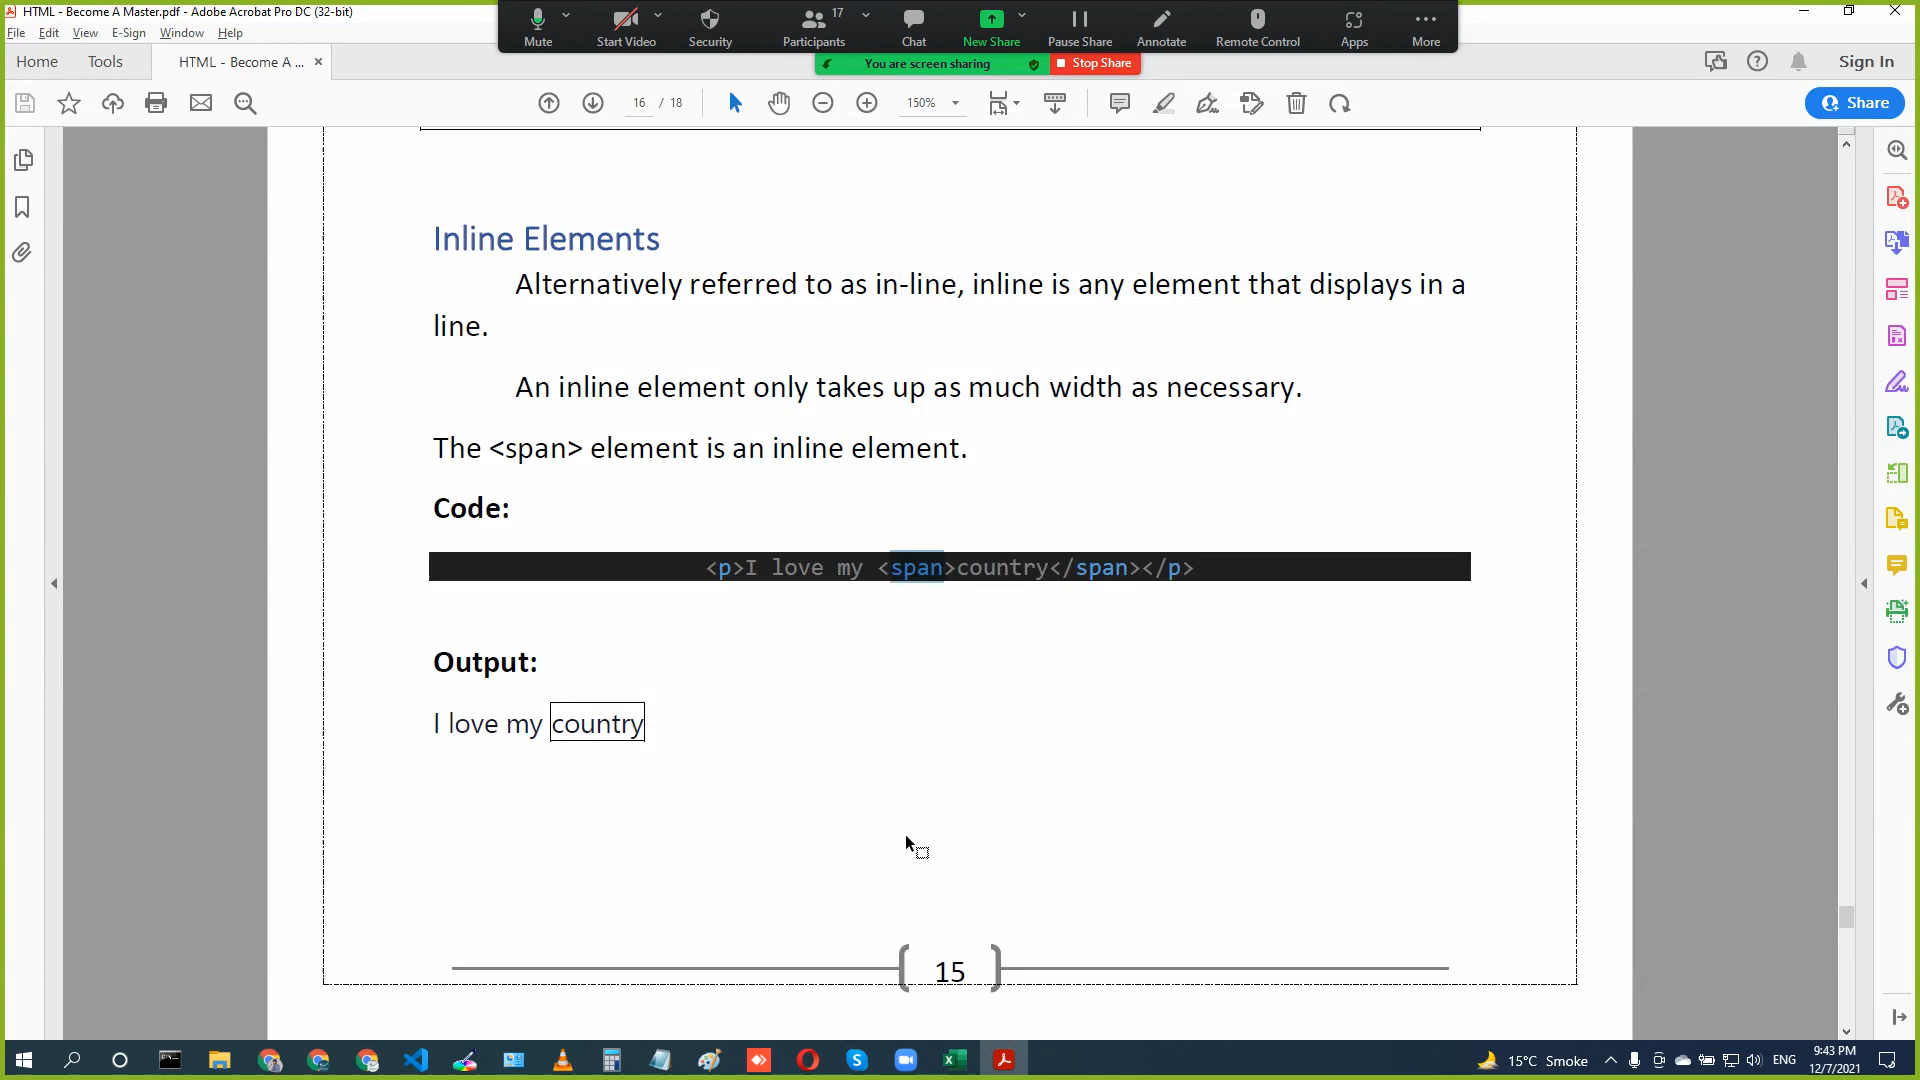 HTML - Become A Master.pdf - Adobe Acrobat Pro DC (32-bit)
File Edit View E-Sign Window Help
Mute Start Video Security Participants 17 Chat New Share Pause Share Annotate Remote Control Apps More
You are screen sharing Stop Share
Home Tools HTML - Become A ... × Sign In
16 / 18 150% Share
Inline Elements
Alternatively referred to as in-line, inline is any element that displays in a
line.
An inline element only takes up as much width as necessary.
The <span> element is an inline element.
Code:
<p>I love my <span>country</span></p>
Output:
I love my country
15
15°C Smoke ENG 9:43 PM
12/7/2021